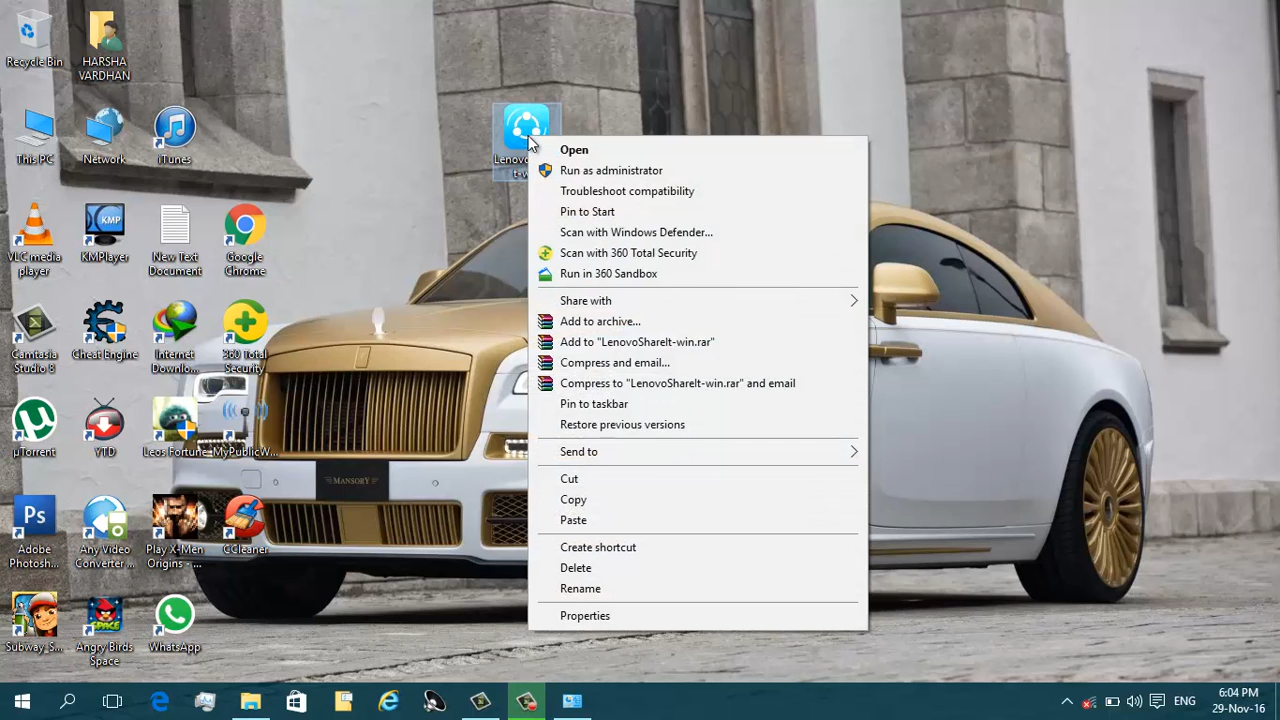 Recycle Bin
HARSHA
VARDHAN
This PC
Network
iTunes
VLC media
player
KMPlayer
New Text
Document
Google
Chrome
Camtasia
Studio 8
Cheat Engine
Internet
Downlo...
360 Total
Security
µTorrent
YTD
Leos Fortune
MyPublicW...
Ps
Adobe
Photosh...
Any Video
Converter ...
Play X-Men
Origins - ...
CCleaner
Subway_S...
Angry Birds
Space
WhatsApp
MANSORY
Open
Run as administrator
Troubleshoot compatibility
Pin to Start
Scan with Windows Defender...
Scan with 360 Total Security
Run in 360 Sandbox
Share with
Add to archive...
Add to "LenovoShareIt-win.rar"
Compress and email...
Compress to "LenovoShareIt-win.rar" and email
Pin to taskbar
Restore previous versions
Send to
Cut
Copy
Paste
Create shortcut
Delete
Rename
Properties
ENG
6:04 PM
29-Nov-16